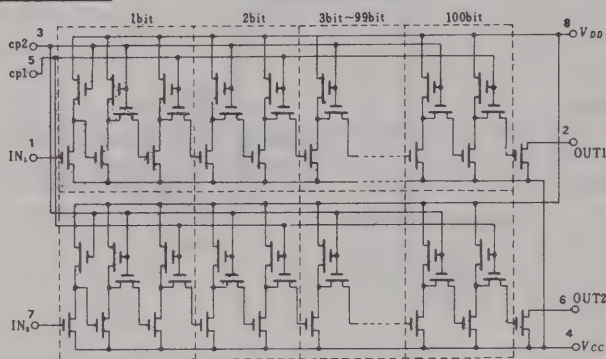 1bit 2bit 3bit~99bit 100bit
3
cp2
5
cp1
8
VDD
1
IN₁
2
OUT1
7
IN₂
6
OUT2
4
VCC